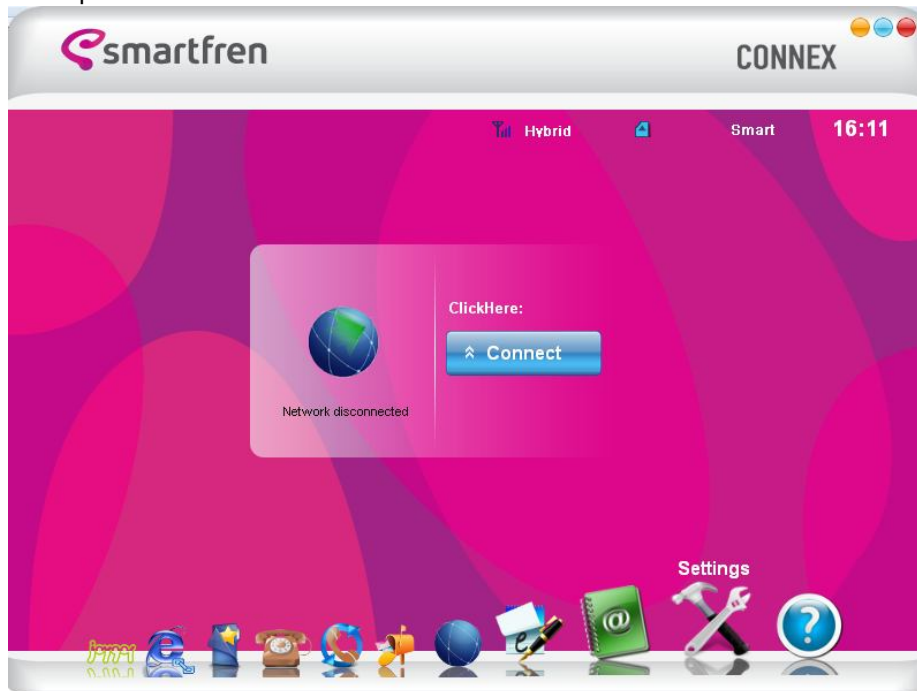 smartfren
CONNEX
Hybrid
Smart
16:11
ClickHere:
Connect
Network disconnected
Settings